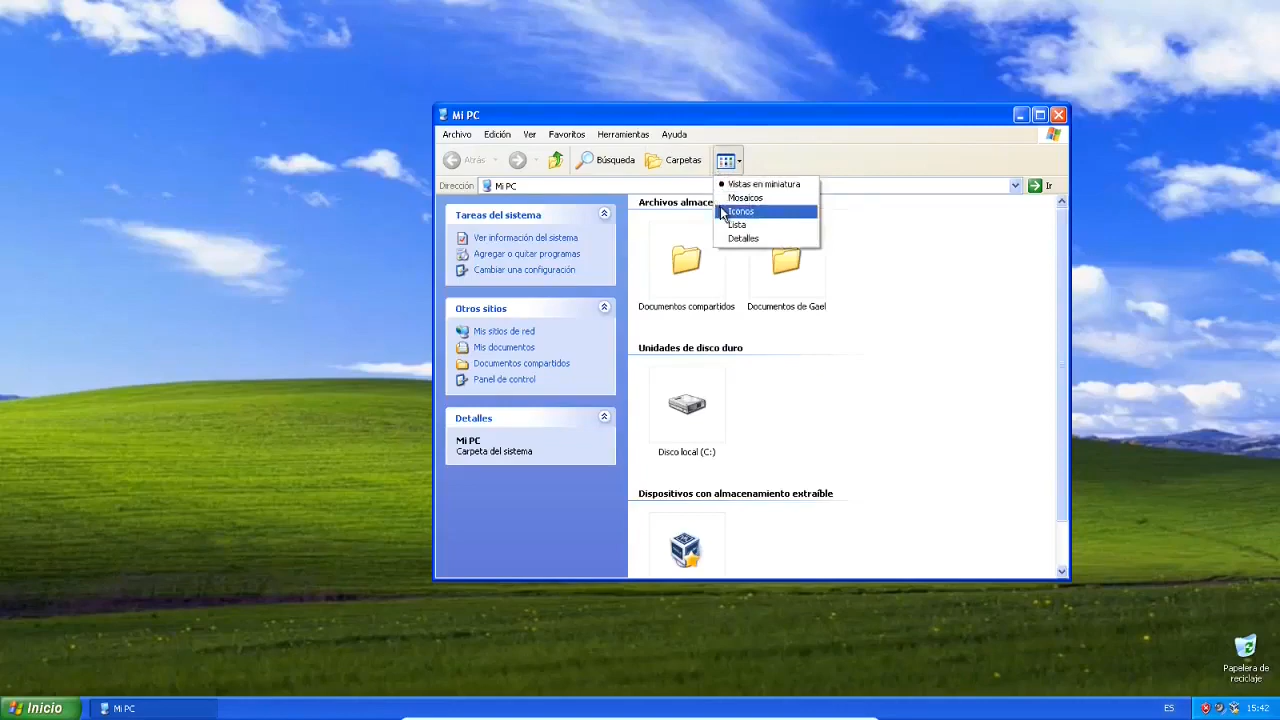 Mi PC
Archivo Edición Ver Favoritos Herramientas Ayuda
Atrás Búsqueda Carpetas
Dirección Mi PC Ir
Vistas en miniatura
Mosaicos
Iconos
Lista
Detalles
Tareas del sistema
Ver información del sistema
Agregar o quitar programas
Cambiar una configuración
Otros sitios
Mis sitios de red
Mis documentos
Documentos compartidos
Panel de control
Detalles
Mi PC
Carpeta del sistema
Archivos almace
Documentos compartidos Documentos de Gael
Unidades de disco duro
Disco local (C:)
Dispositivos con almacenamiento extraíble
Papelera de
reciclaje
Inicio Mi PC ES 15:42